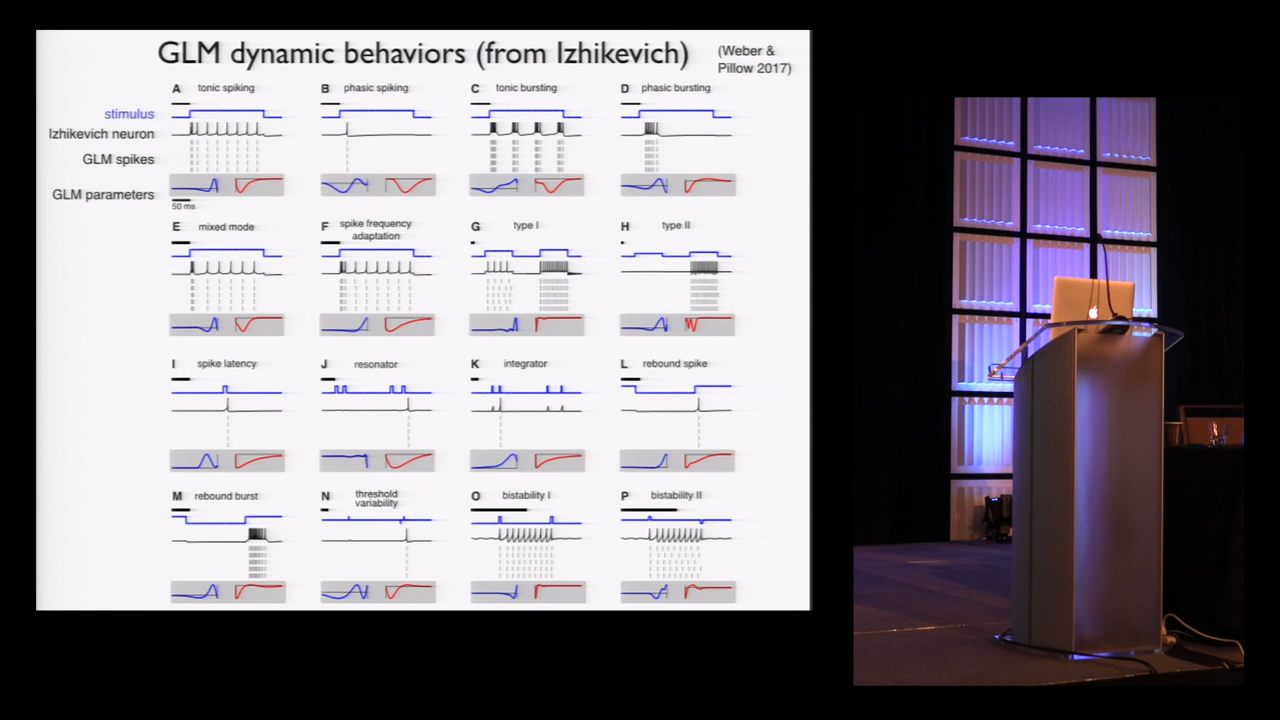 GLM dynamic behaviors (from Izhikevich)
(Weber &
Pillow 2017)
A tonic spiking
B phasic spiking
C tonic bursting
D phasic bursting
stimulus
Izhikevich neuron
GLM spikes
GLM parameters
50 ms
E mixed mode
F spike frequency
adaptation
G type I
H type II
I spike latency
J resonator
K integrator
L rebound spike
M rebound burst
N threshold
variability
O bistability I
P bistability II